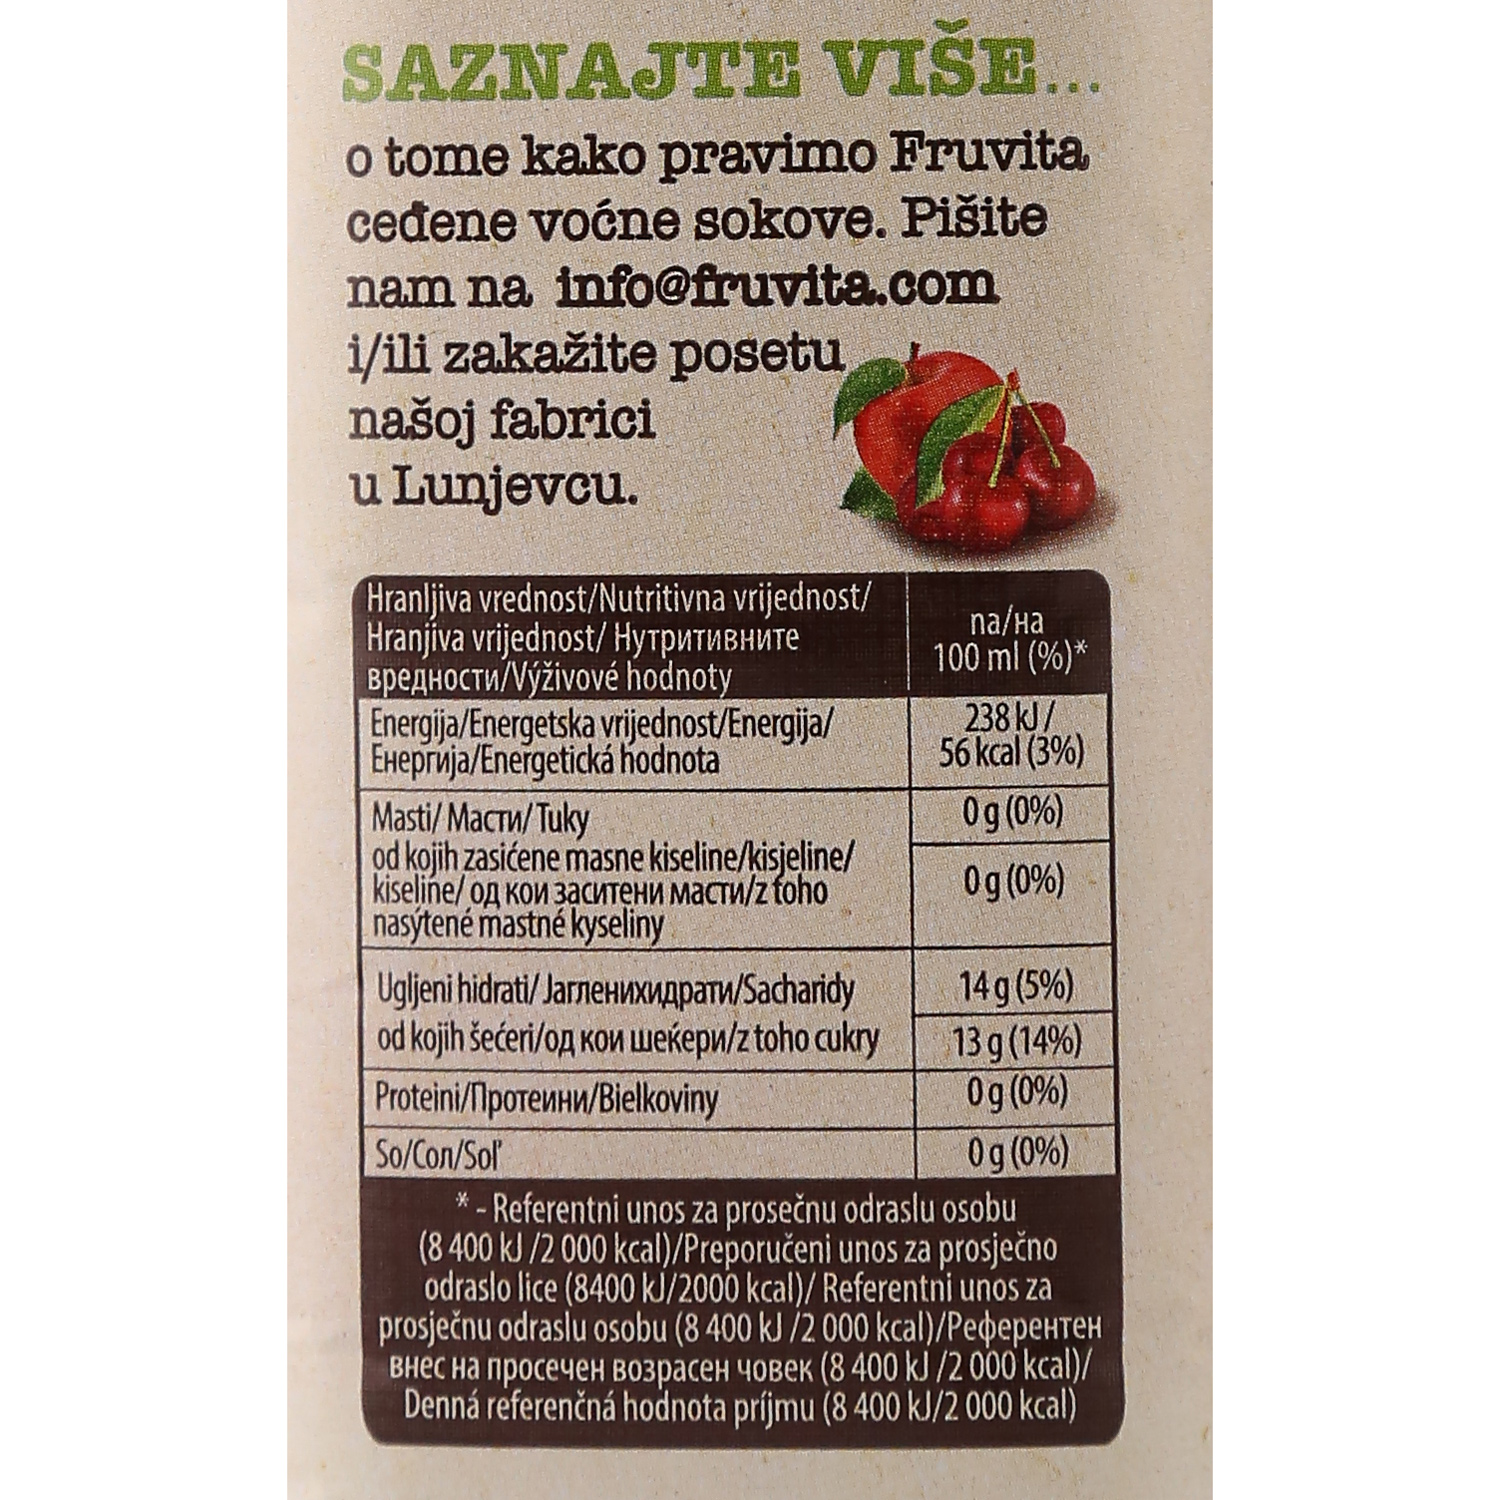 SAZNAJTE VIŠE...
o tome kako pravimo Fruvita
ceđene voćne sokove. Pišite
nam na info@fruvita.com
i/ili zakažite posetu
našoj fabrici
u Lunjevcu.
Hranljiva vrednost/Nutritivna vrijednost/
Hranjiva vrijednost/ Нутритивните
вредности/Výživové hodnoty
na/на
100 ml (%)*
Energija/Energetska vrijednost/Energija/
Енергија/Energetická hodnota
238 kJ /
56 kcal (3%)
Masti/ Масти/ Tuky
0 g (0%)
od kojih zasićene masne kiseline/kisjeline/
kiseline/ од кои заситени масти/z toho
nasýtené mastné kyseliny
0 g (0%)
Ugljeni hidrati/ Јагленихидрати/Sacharidy
14 g (5%)
od kojih šećeri/од кои шеќери/z toho cukry
13 g (14%)
Proteini/Протеини/Bielkoviny
0 g (0%)
So/Сол/Soľ
0 g (0%)
* - Referentni unos za prosečnu odraslu osobu
(8 400 kJ /2 000 kcal)/Preporučeni unos za prosječno
odraslo lice (8400 kJ/2000 kcal)/ Referentni unos za
prosječnu odraslu osobu (8 400 kJ /2 000 kcal)/Референтен
внес на просечен возрасен човек (8 400 kJ /2 000 kcal)/
Denná referenčná hodnota príjmu (8 400 kJ/2 000 kcal)